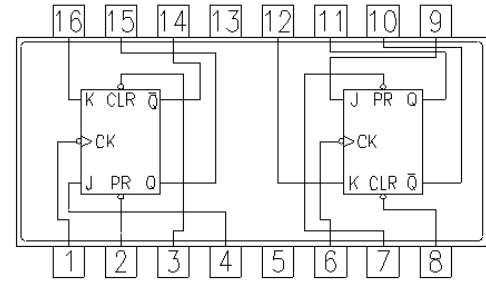 16 15 14 13 12 11 10 9
K CLR Q̅ J PR Q
CK CK
J PR Q K CLR Q̅
1 2 3 4 5 6 7 8